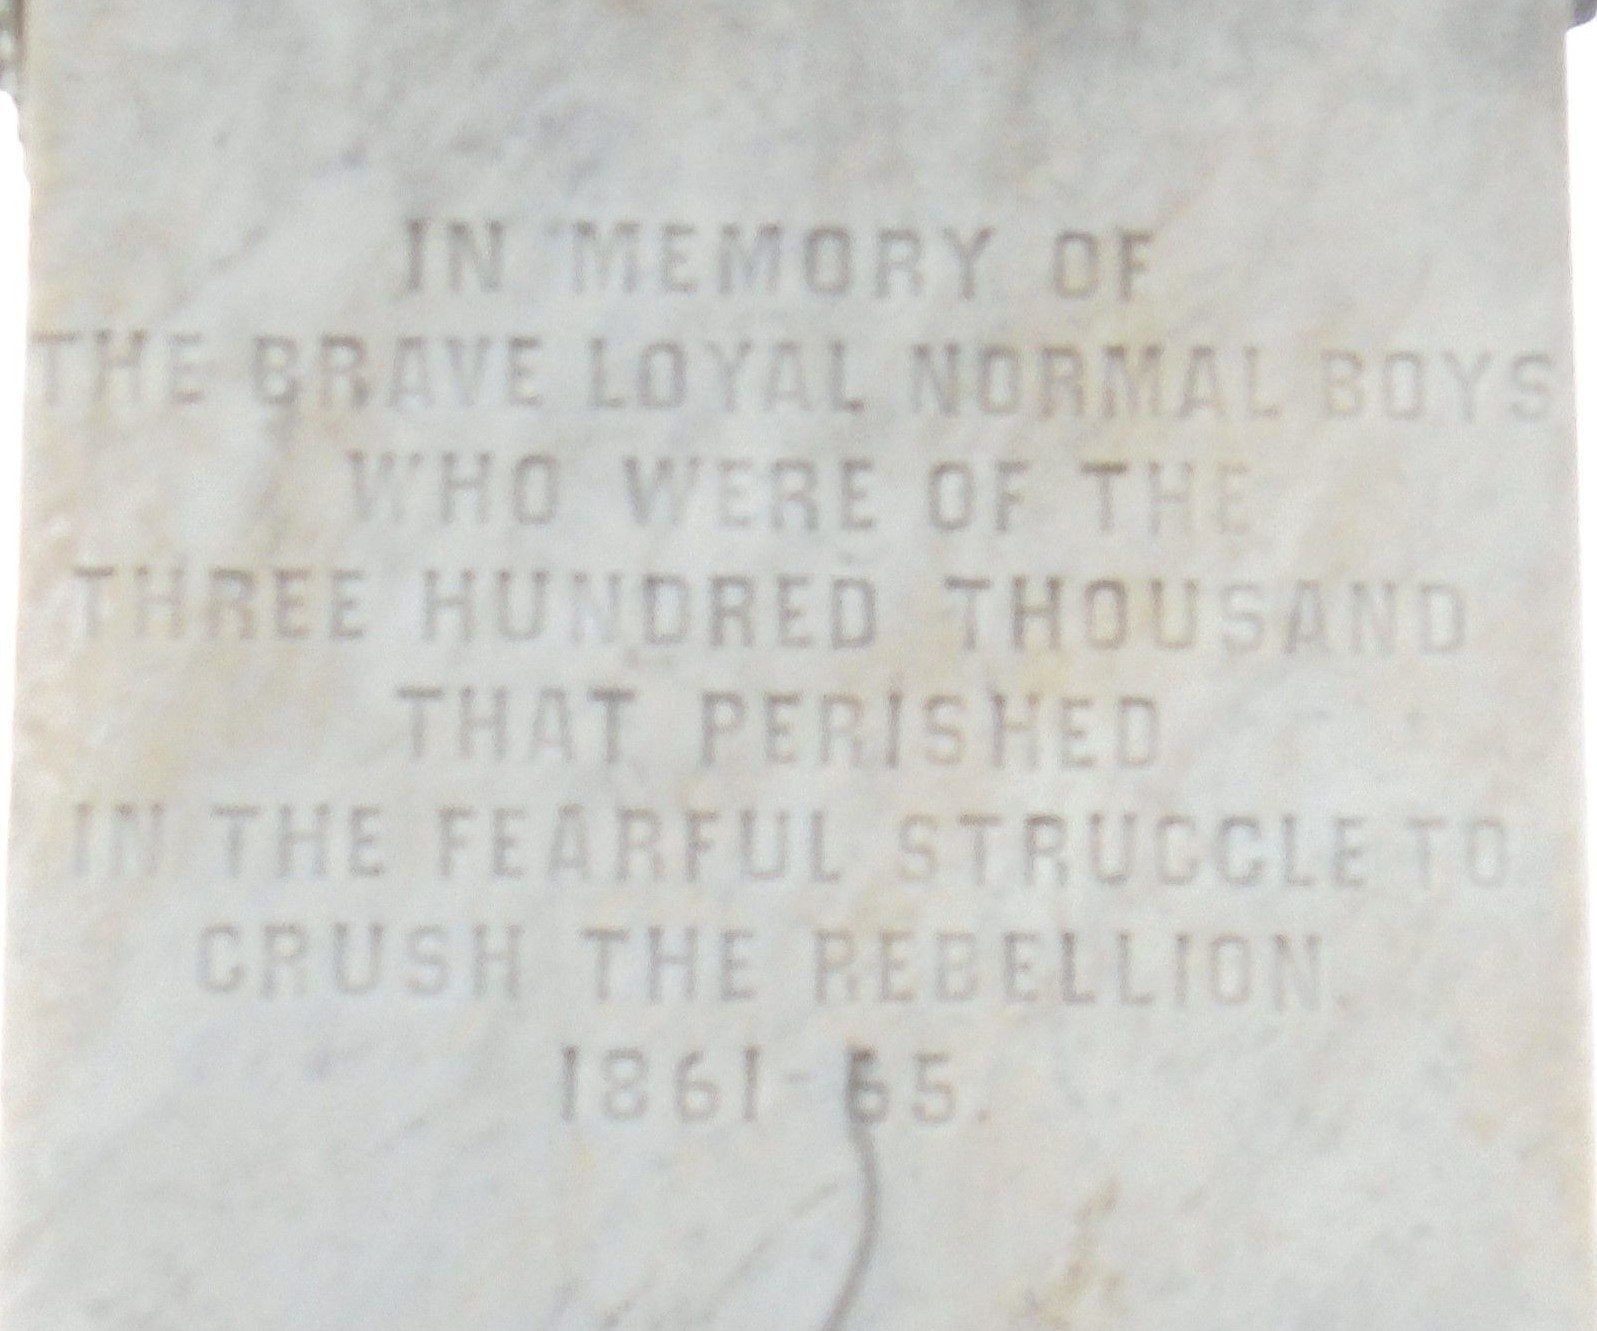 IN MEMORY OF
THE BRAVE LOYAL NORMAL BOYS
WHO WERE OF THE
THREE HUNDRED THOUSAND
THAT PERISHED
IN THE FEARFUL STRUGGLE TO
CRUSH THE REBELLION.
1861-65.